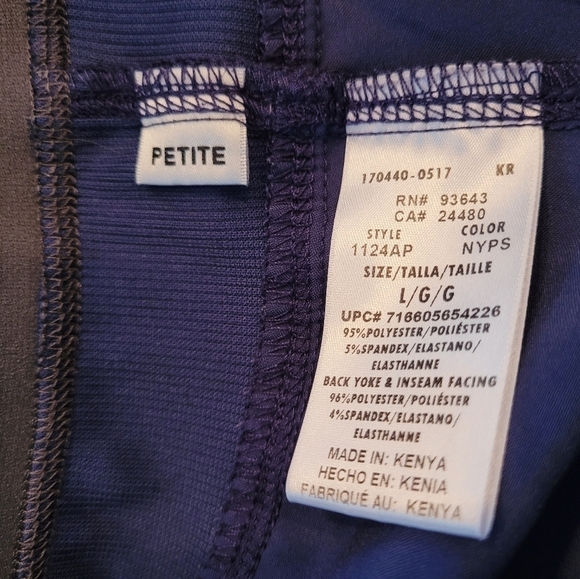 PETITE
170440-0517 KR
RN# 93643
CA# 24480
STYLE COLOR
1124AP NYPS
SIZE/TALLA/TAILLE
L/G/G
UPC# 716605654226
95%POLYESTER/POLIÉSTER
5%SPANDEX/ELASTANO/
ELASTHANNE
BACK YOKE & INSEAM FACING
96%POLYESTER/POLIÉSTER
4%SPANDEX/ELASTANO/
ELASTHANNE
MADE IN: KENYA
HECHO EN: KENIA
FABRIQUÉ AU: KENYA